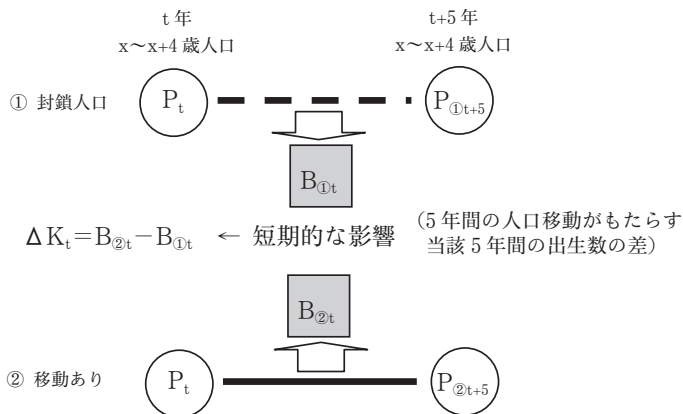 t 年
x〜x+4 歳人口
t+5 年
x〜x+4 歳人口
① 封鎖人口
P_t
P_①t+5
B_①t
ΔK_t=B_②t−B_①t ← 短期的な影響
(5 年間の人口移動がもたらす
当該 5 年間の出生数の差)
B_②t
② 移動あり
P_t
P_②t+5